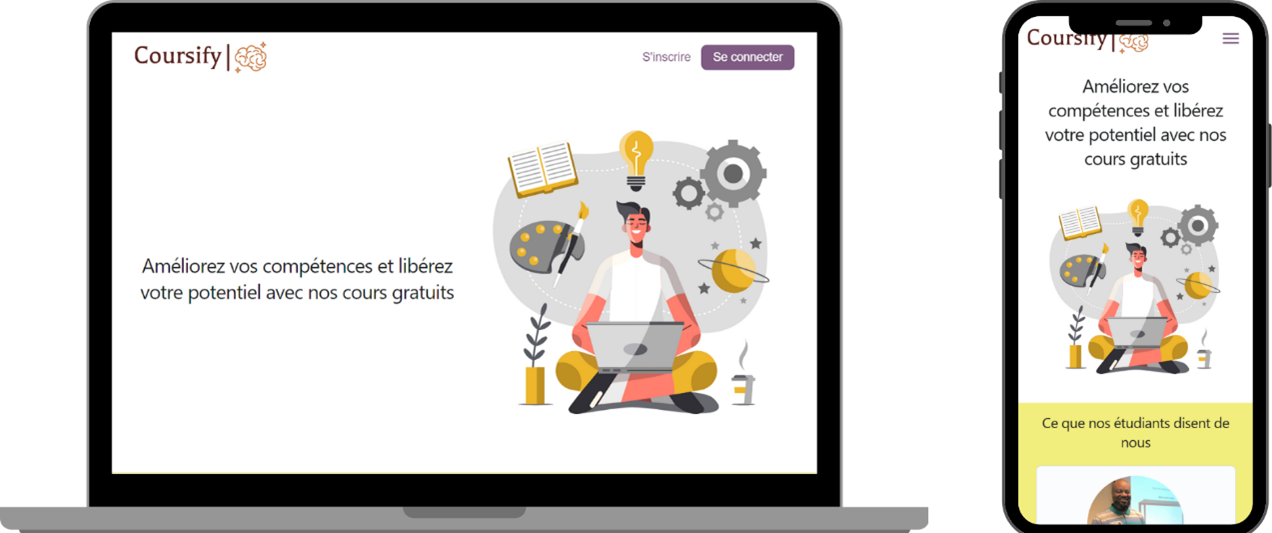 Coursify
S'inscrire
Se connecter
Améliorez vos compétences et libérez
votre potentiel avec nos cours gratuits
Coursify
Améliorez vos
compétences et libérez
votre potentiel avec nos
cours gratuits
Ce que nos étudiants disent de
nous